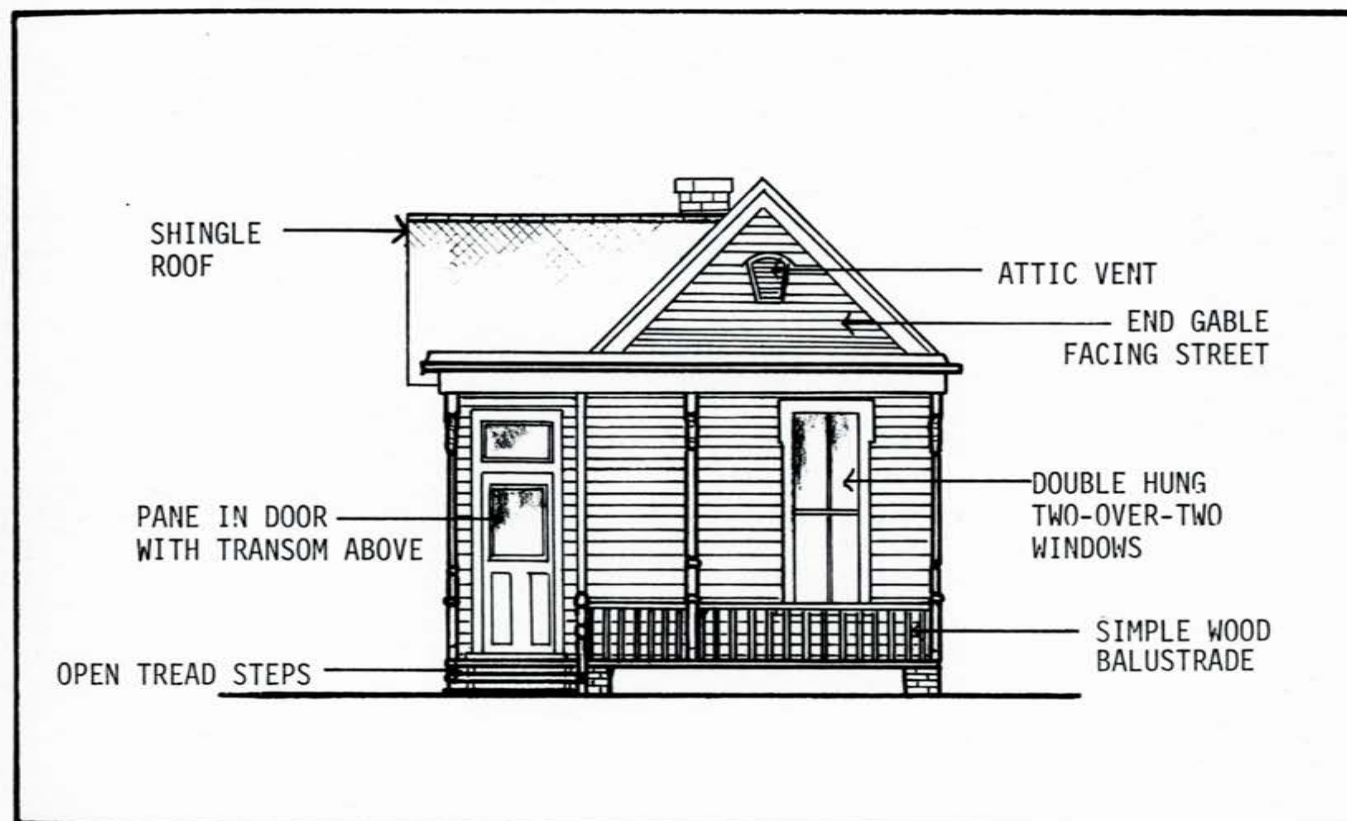 SHINGLE
ROOF
ATTIC VENT
END GABLE
FACING STREET
PANE IN DOOR
WITH TRANSOM ABOVE
DOUBLE HUNG
TWO-OVER-TWO
WINDOWS
SIMPLE WOOD
BALUSTRADE
OPEN TREAD STEPS